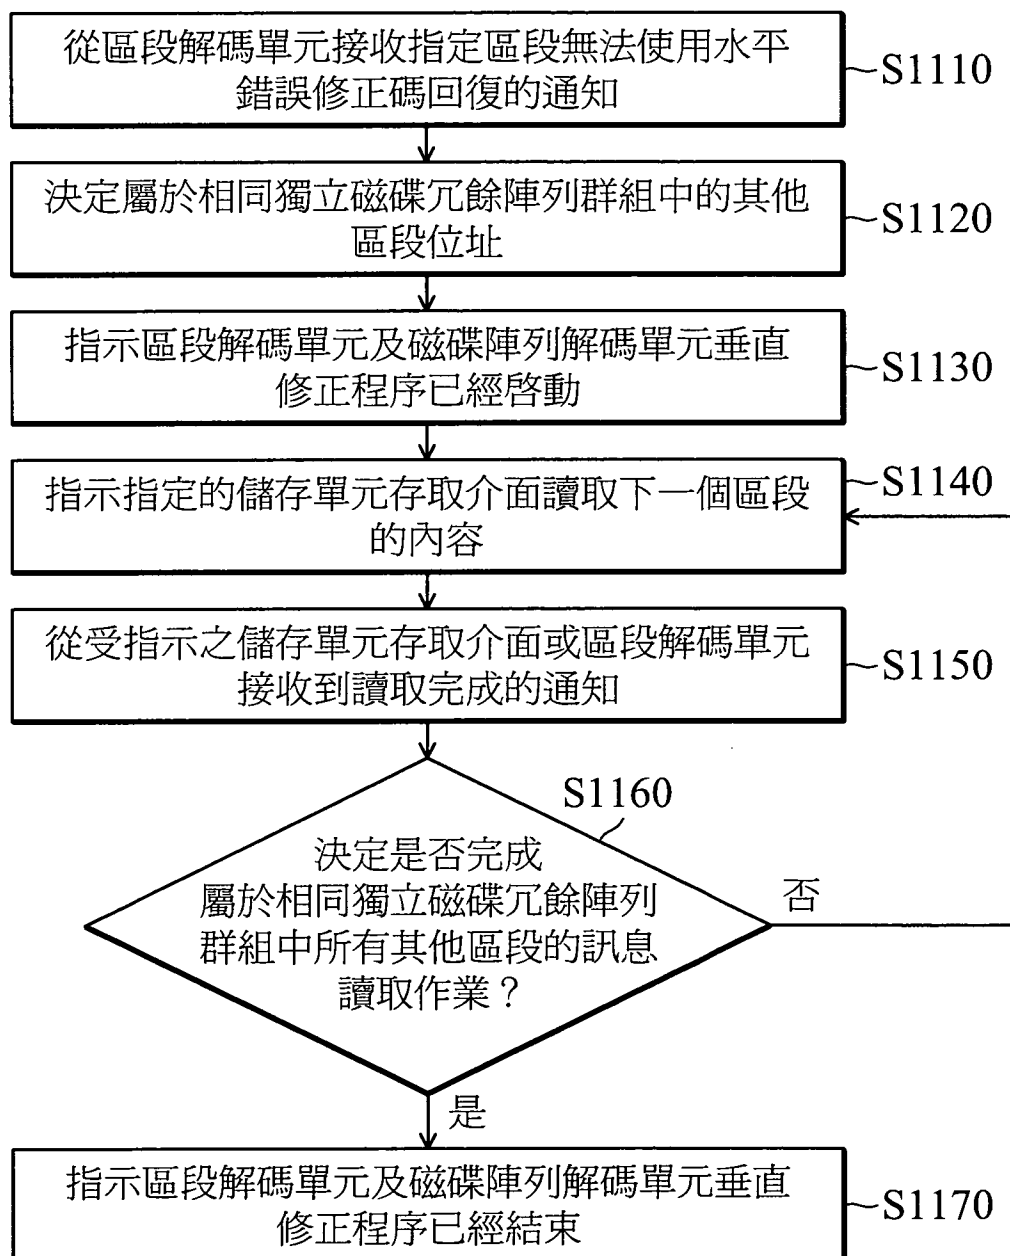 從區段解碼單元接收指定區段無法使用水平
錯誤修正碼回復的通知
S1110
決定屬於相同獨立磁碟冗餘陣列群組中的其他
區段位址
S1120
指示區段解碼單元及磁碟陣列解碼單元垂直
修正程序已經啓動
S1130
指示指定的儲存單元存取介面讀取下一個區段
的內容
S1140
從受指示之儲存單元存取介面或區段解碼單元
接收到讀取完成的通知
S1150
S1160
決定是否完成
屬於相同獨立磁碟冗餘陣列
群組中所有其他區段的訊息
讀取作業？
否
是
指示區段解碼單元及磁碟陣列解碼單元垂直
修正程序已經結束
S1170